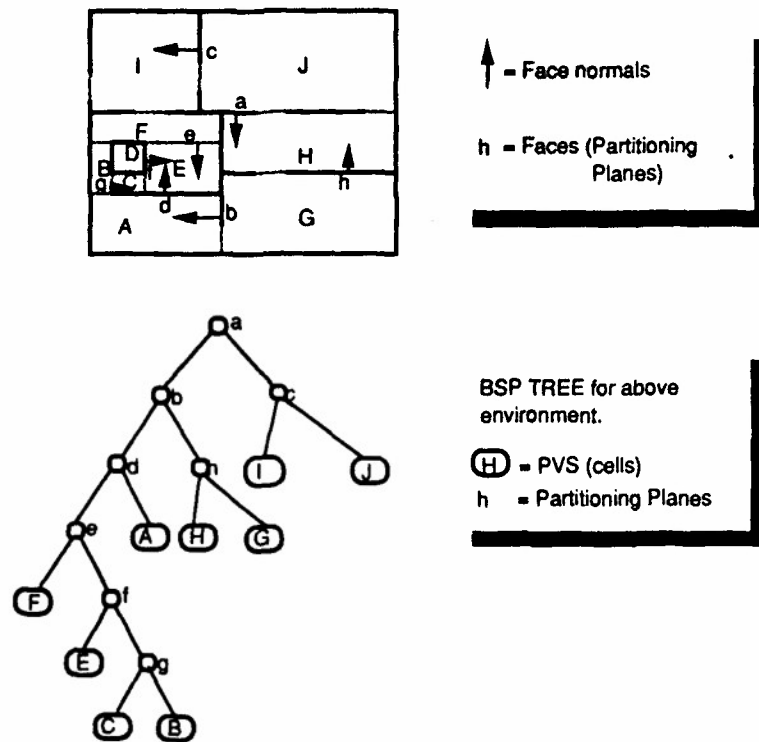 I
c
J
a
F
e
D
B
f
E
H
C
g
h
d
b
A
G
= Face normals
h = Faces (Partitioning
Planes)
a
b
c
d
n
I
J
e
A
H
G
F
f
E
g
C
B
BSP TREE for above
environment.
H = PVS (cells)
h = Partitioning Planes